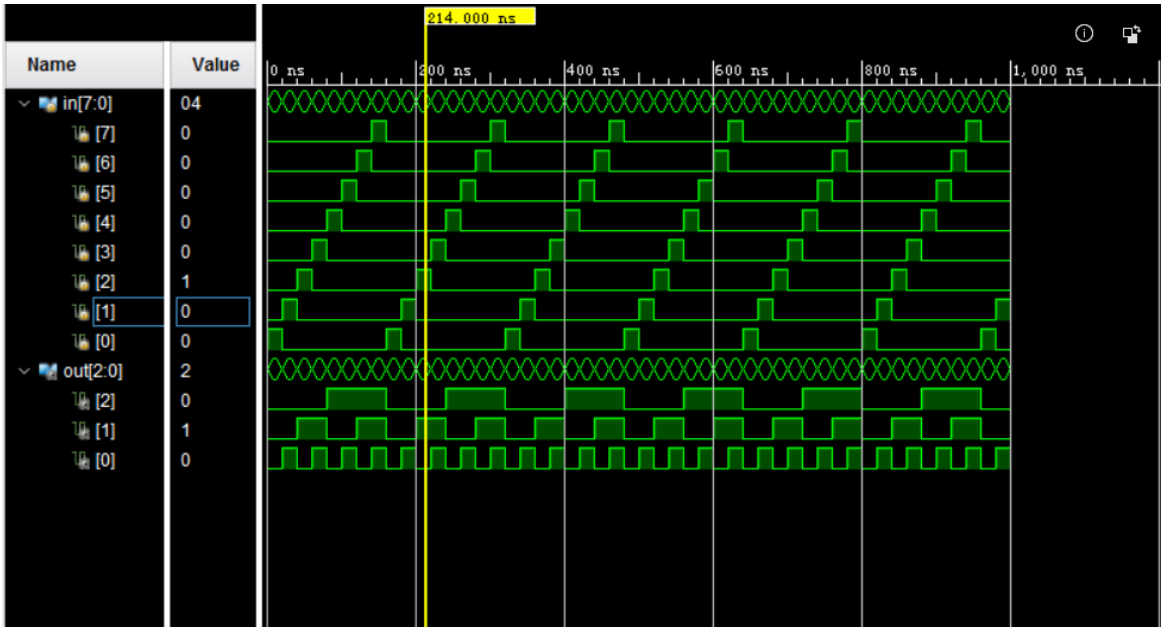 214.000 ns
Name Value
0 ns 200 ns 400 ns 600 ns 800 ns 1,000 ns
in[7:0] 04
[7] 0
[6] 0
[5] 0
[4] 0
[3] 0
[2] 1
[1] 0
[0] 0
out[2:0] 2
[2] 0
[1] 1
[0] 0